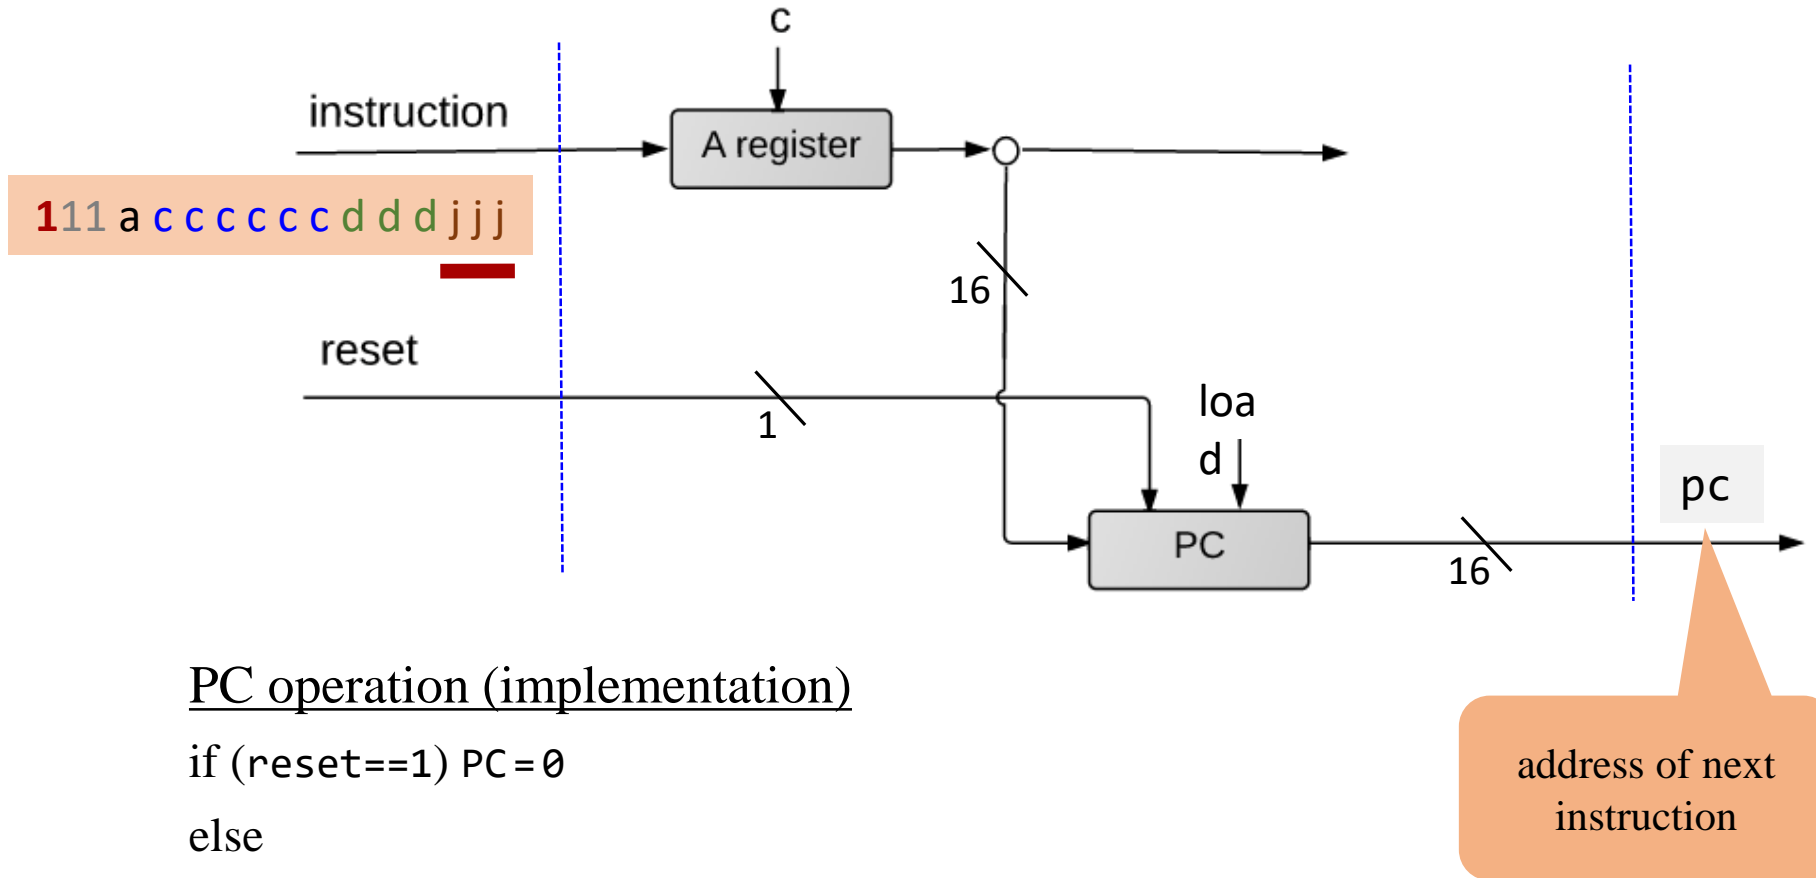 c
instruction
A register
111 a c c c c c c d d d j j j
16
reset
1
loa
d
pc
PC
16
PC operation (implementation)
if (reset==1) PC=0
else
address of next
instruction